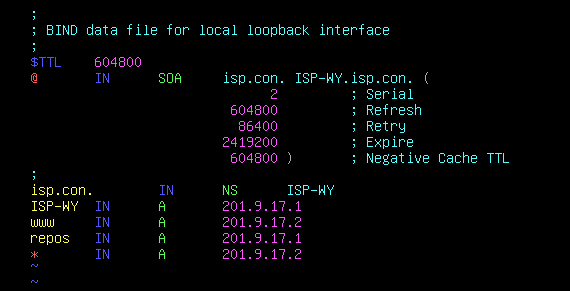 ;
; BIND data file for local loopback interface
;
$TTL 604800
@ IN SOA isp.con. ISP-WY.isp.con. (
2 ; Serial
604800 ; Refresh
86400 ; Retry
2419200 ; Expire
604800 ) ; Negative Cache TTL
;
isp.con. IN NS ISP-WY
ISP-WY IN A 201.9.17.1
www IN A 201.9.17.2
repos IN A 201.9.17.1
* IN A 201.9.17.2
~
~